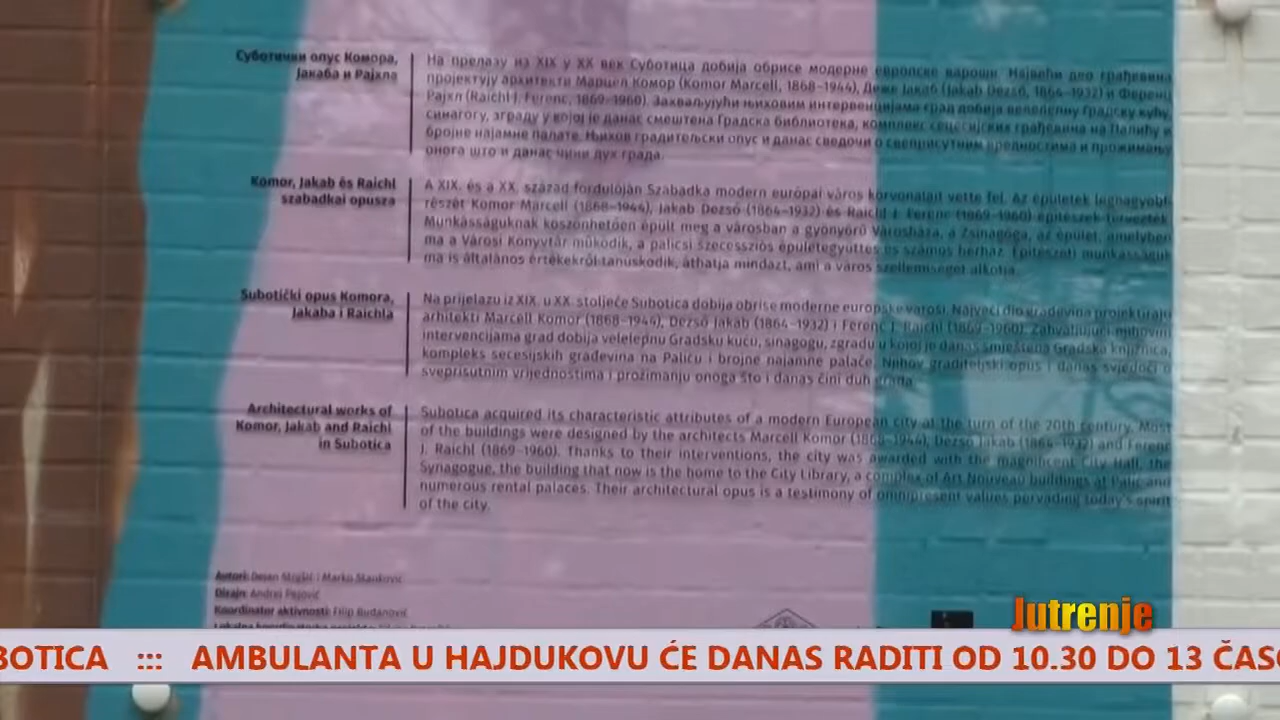 Суботички опус Комора,
Јакаба и Рајхла
На прелазу из XIX у XX век Суботица добија обрисе модерне европске вароши. Највећи део грађевина
пројектују архитекти Марцел Комор (Komor Marcell, 1868–1944), Деже Јакаб (Jakab Dezső, 1864–1932) и Ференц
Рајхл (Raichl J. Ferenc, 1869–1960). Захваљујући њиховим интервенцијама град добија велелепну Градску кућу,
синагогу, зграду у којој је данас смештена Градска библиотека, комплекс сецесијских грађевина на Палићу и
бројне најамне палате. Њихов градитељски опус и данас сведочи о свеприсутним вредностима и прожимању
онога што и данас чини дух града.
Komor, Jakab és Raichl
szabadkai opusza
A XIX. és a XX. század fordulóján Szabadka modern európai város körvonalait vette fel. Az épületek legnagyobb
részét Komor Marcell (1868–1944), Jakab Dezső (1864–1932) és Raichl J. Ferenc (1869–1960) építészek tervezték.
Munkásságuknak köszönhetően épült meg a városban a gyönyörű Városháza, a Zsinagóga, az épület, amelyben
ma a Városi Könyvtár működik, a palicsi szecessziós épületegyüttes és számos bérház. Építészeti munkásságuk
ma is általános értékekről tanúskodik, áthatja mindazt, ami a város szellemiségét alkotja.
Subotički opus Komora,
Jakaba i Raichla
Na prijelazu iz XIX. u XX. stoljeće Subotica dobija obrise moderne europske varoši. Najveći dio građevina projektiraju
arhitekti Marcell Komor (1868–1944), Dezső Jakab (1864–1932) i Ferenc J. Raichl (1869–1960). Zahvaljujući njihovim
intervencijama grad dobija velelepnu Gradsku kuću, sinagogu, zgradu u kojoj je danas smještena Gradska knjižnica,
kompleks secesijskih građevina na Paliću i brojne najamne palače. Njihov graditeljski opus i danas svjedoči o
sveprisutnim vrijednostima i prožimanju onoga što i danas čini duh grada.
Architectural works of
Komor, Jakab and Raichl
in Subotica
Subotica acquired its characteristic attributes of a modern European city at the turn of the 20th century. Most
of the buildings were designed by the architects Marcell Komor (1868–1944), Dezső Jakab (1864–1932) and Ferenc
J. Raichl (1869–1960). Thanks to their interventions, the city was awarded with the magnificent City Hall, the
Synagogue, the building that now is the home to the City Library, a complex of Art Nouveau buildings at Palić and
numerous rental palaces. Their architectural opus is a testimony of omnipresent values pervading today's spirit
of the city.
Autori: Dejan i Marko Stanković
Dizajn: Andrej Pejović
Koordinator aktivnosti: Filip Budanović
Jutrenje
BOTICA ::: AMBULANTA U HAJDUKOVU ĆE DANAS RADITI OD 10.30 DO 13 ČASO